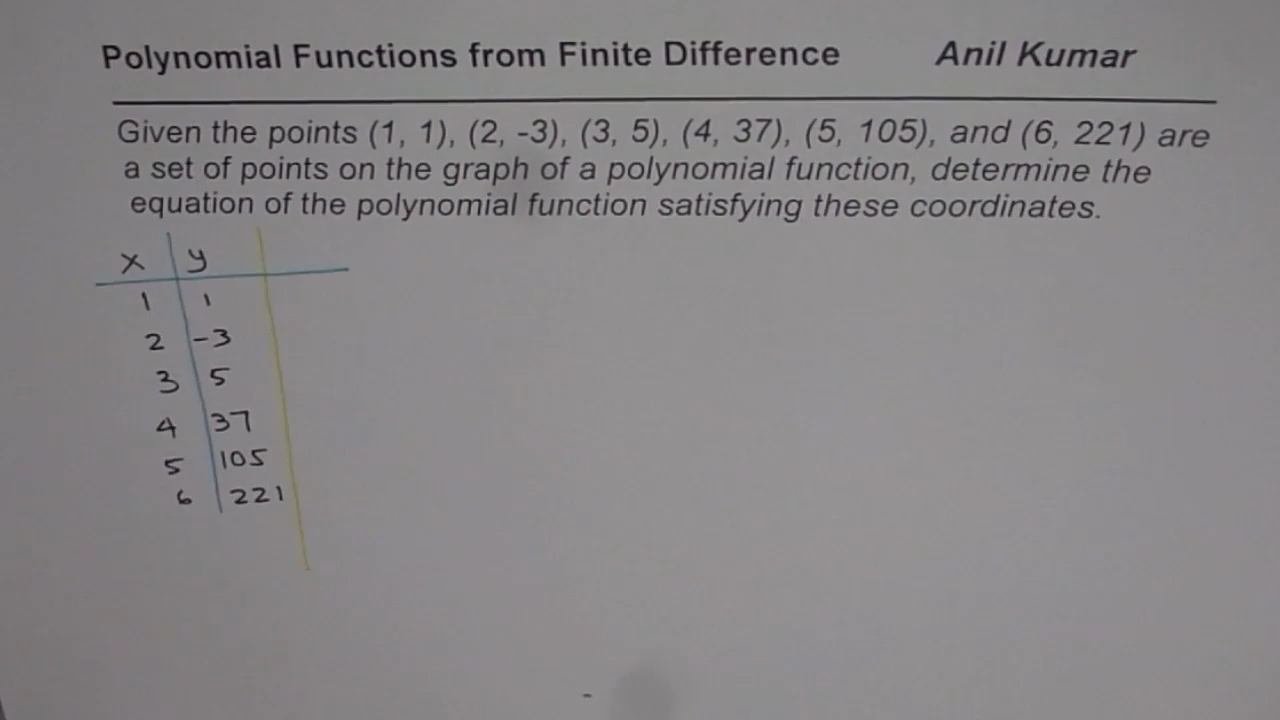 Polynomial Functions from Finite Difference Anil Kumar
Given the points (1, 1), (2, -3), (3, 5), (4, 37), (5, 105), and (6, 221) are
a set of points on the graph of a polynomial function, determine the
equation of the polynomial function satisfying these coordinates.
x y
1 1
2 -3
3 5
4 37
5 105
6 221